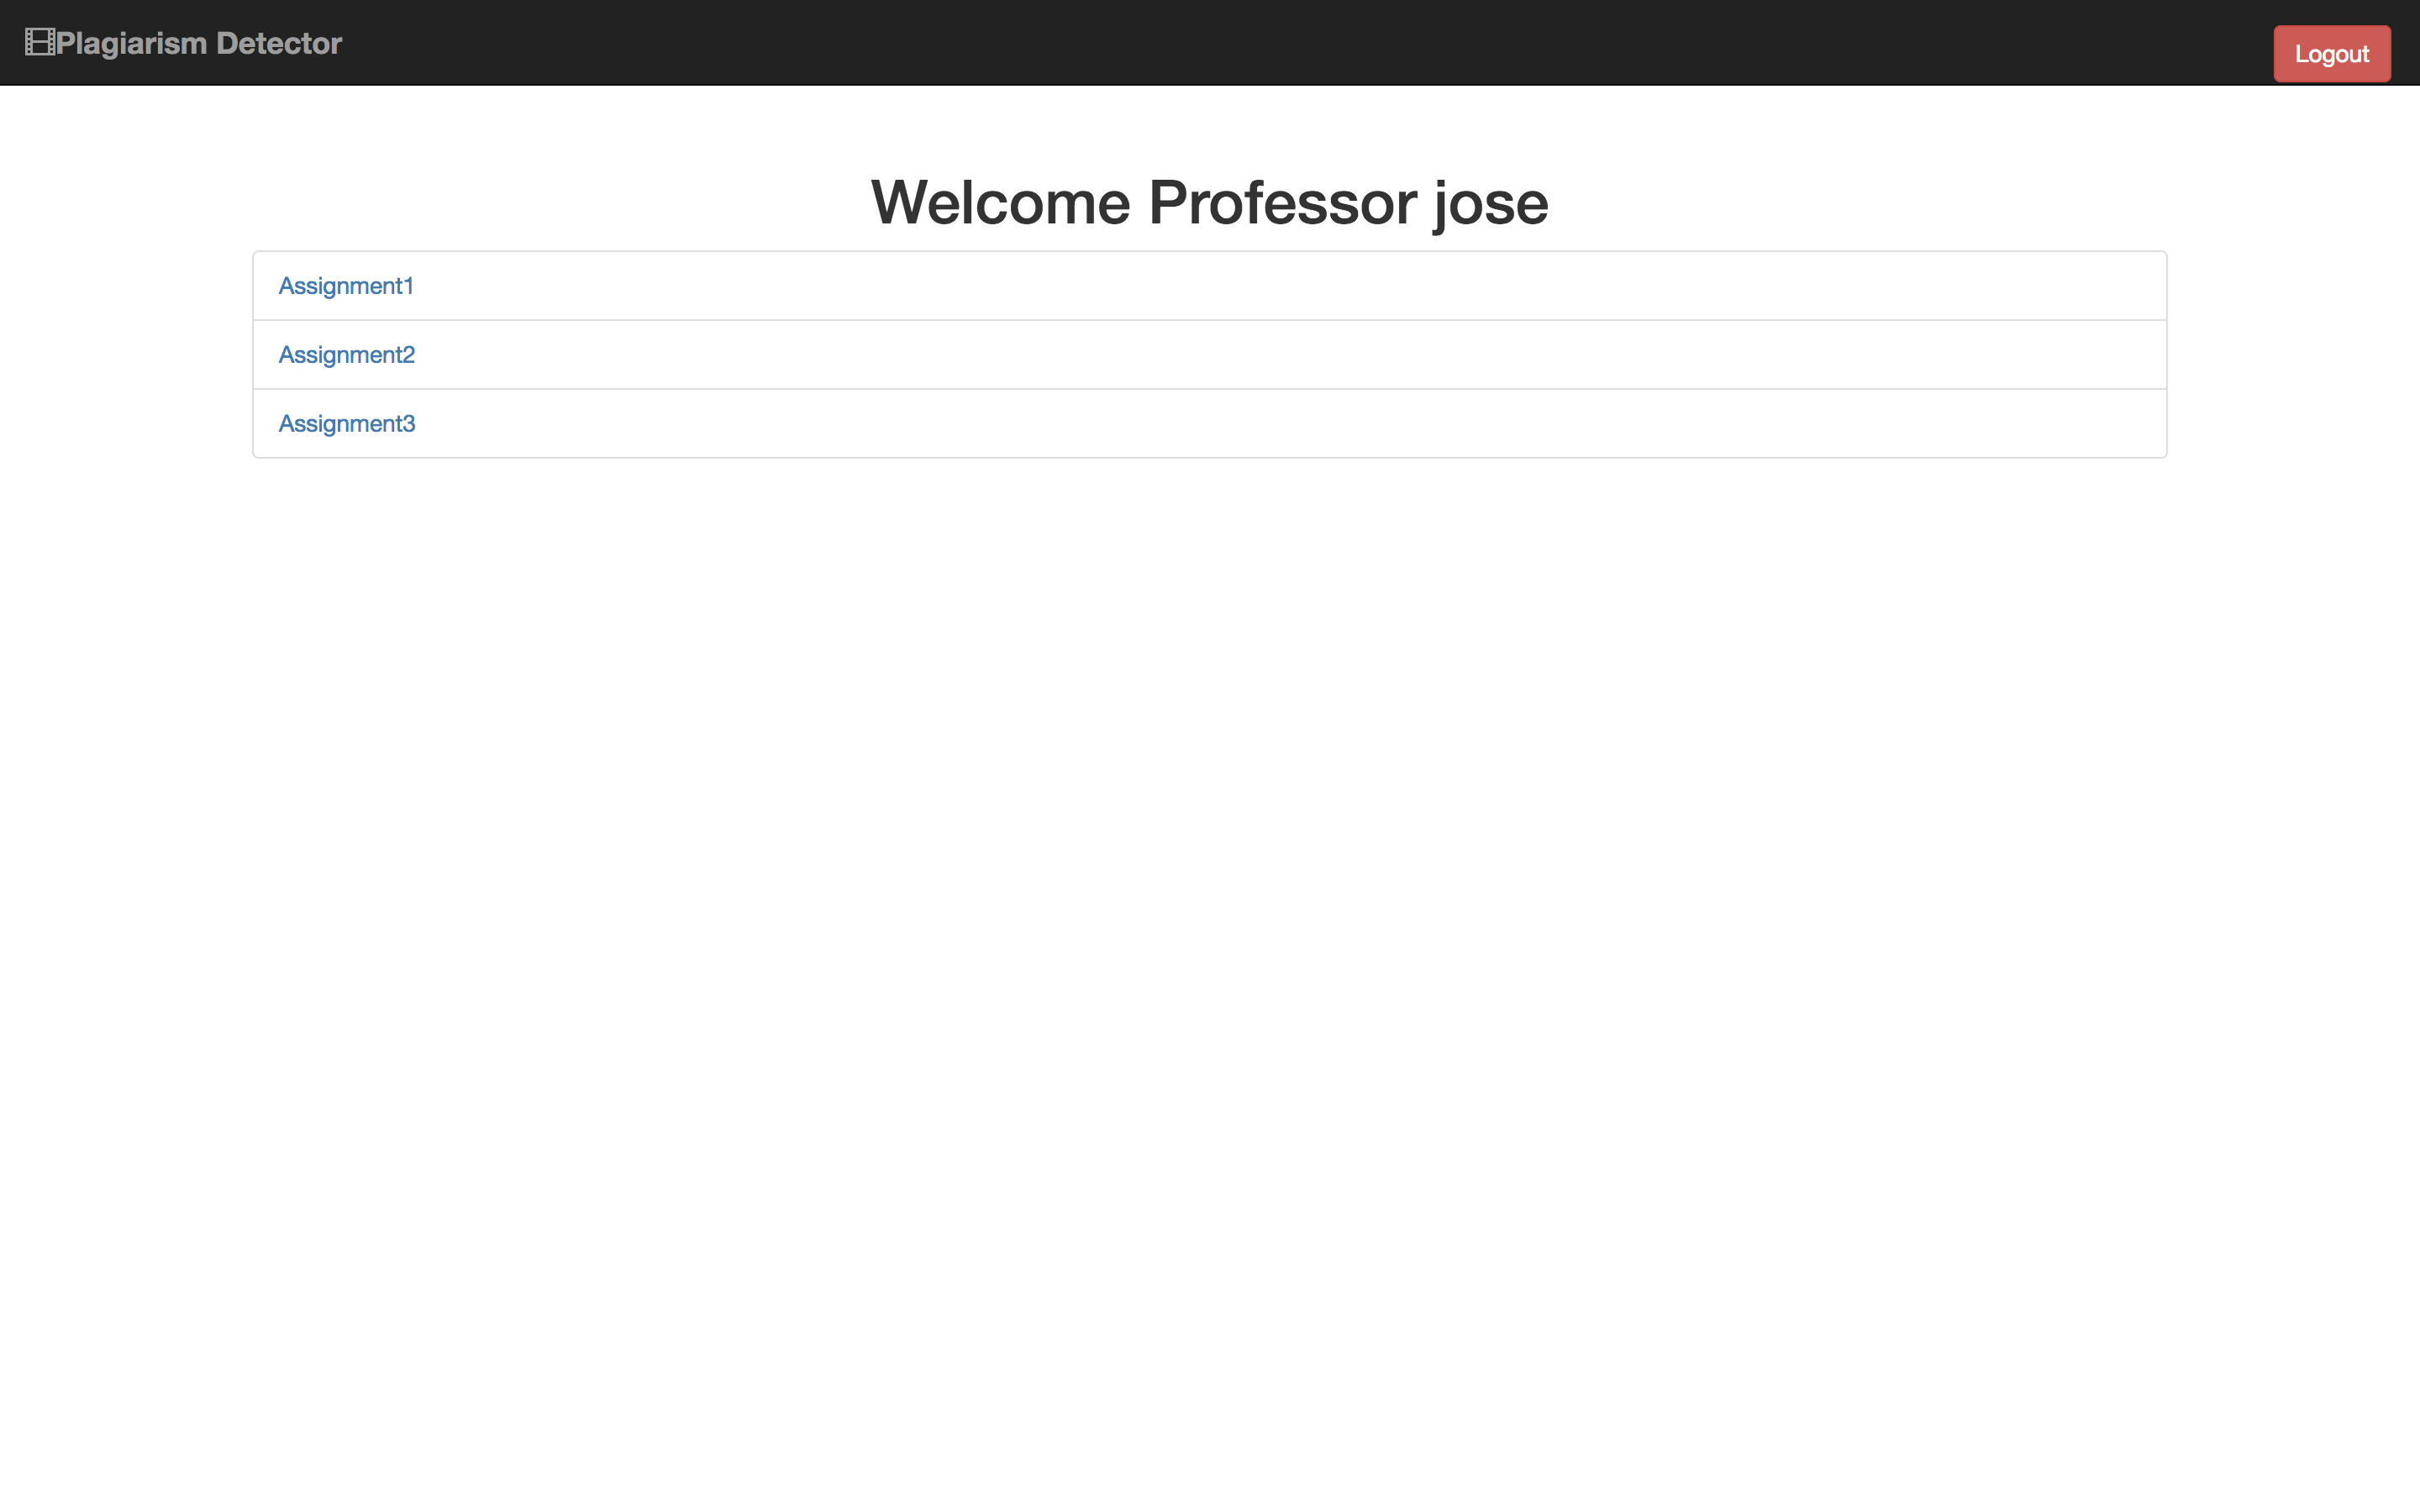 Plagiarism Detector
Logout
Welcome Professor jose
Assignment1
Assignment2
Assignment3